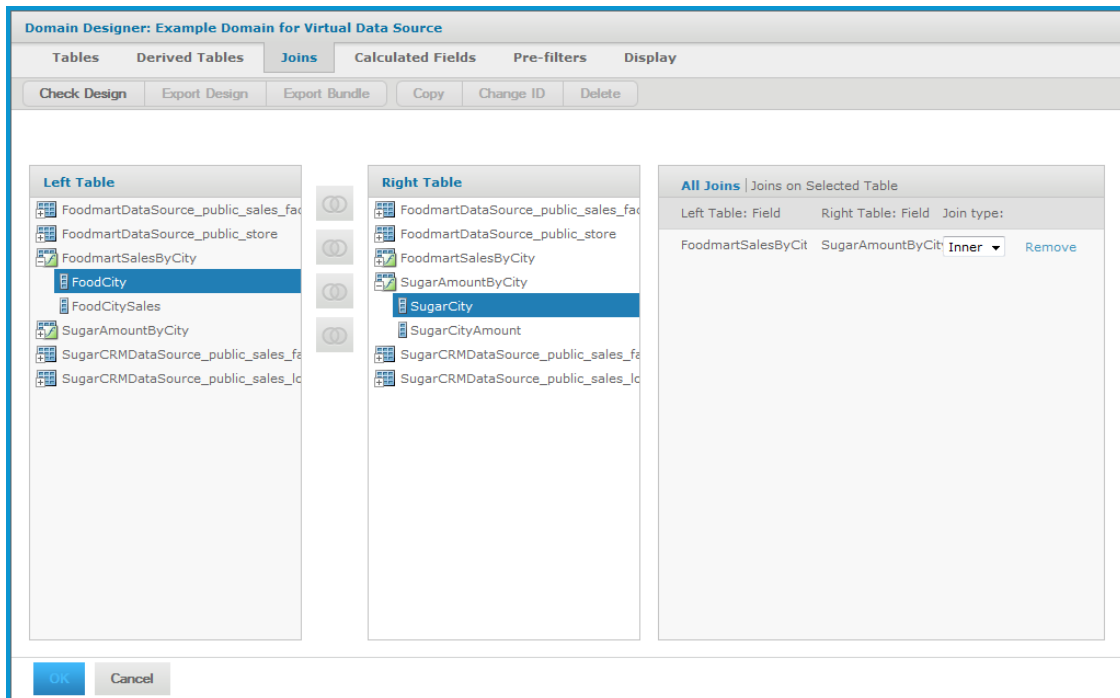 Domain Designer: Example Domain for Virtual Data Source
Tables Derived Tables Joins Calculated Fields Pre-filters Display
Check Design Export Design Export Bundle Copy Change ID Delete
Left Table
FoodmartDataSource_public_sales_fac
FoodmartDataSource_public_store
FoodmartSalesByCity
FoodCity
FoodCitySales
SugarAmountByCity
SugarCRMDataSource_public_sales_fa
SugarCRMDataSource_public_sales_lo
Right Table
FoodmartDataSource_public_sales_fac
FoodmartDataSource_public_store
FoodmartSalesByCity
SugarAmountByCity
SugarCity
SugarCityAmount
SugarCRMDataSource_public_sales_fa
SugarCRMDataSource_public_sales_lo
All Joins | Joins on Selected Table
Left Table: Field Right Table: Field Join type:
FoodmartSalesByCit SugarAmountByCity Inner Remove
OK Cancel